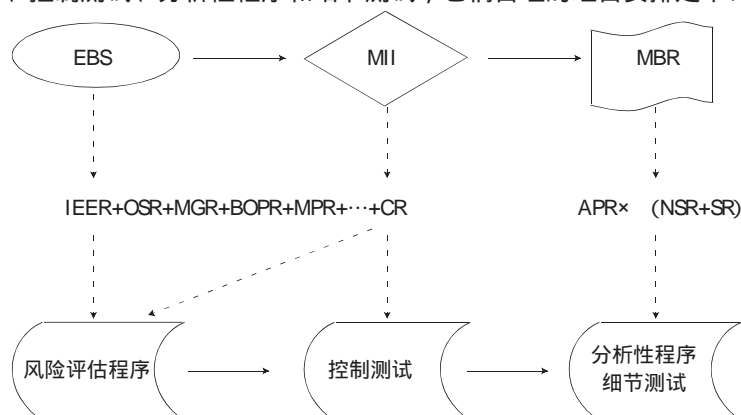 EBS MII MBR
IEER+OSR+MGR+BOPR+MPR+···+CR APR× (NSR+SR)
风险评估程序 控制测试 分析性程序
细节测试